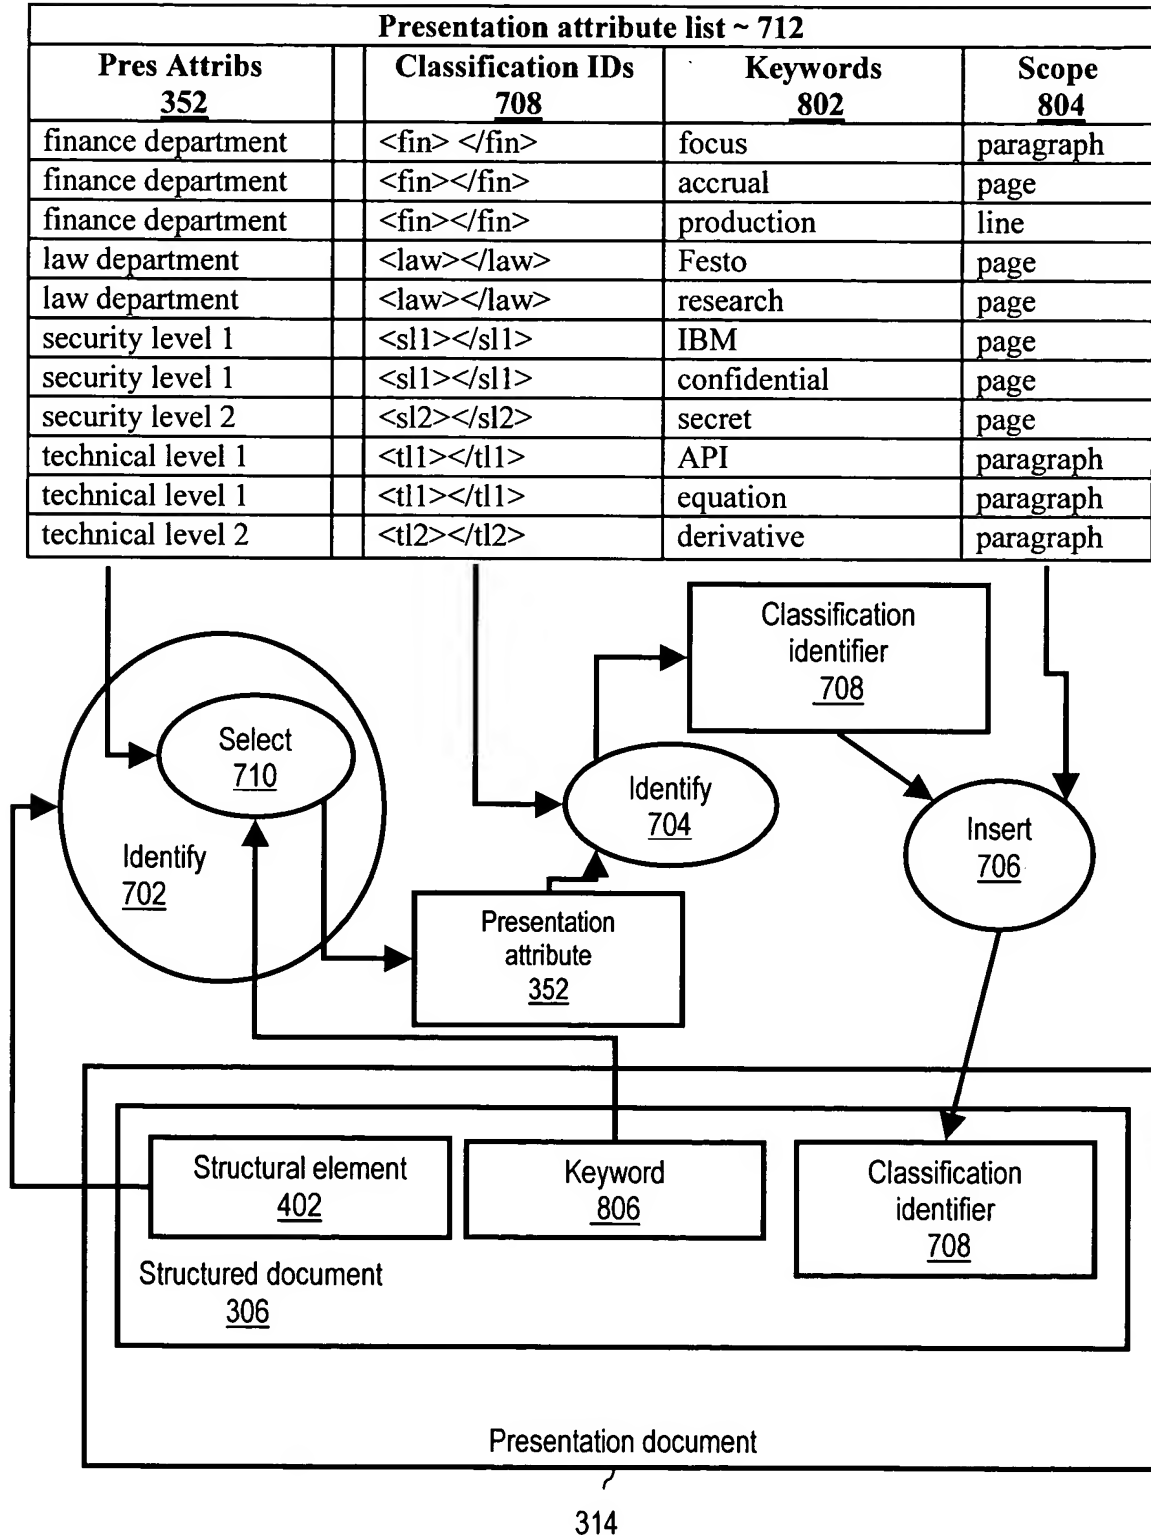 Presentation attribute list ~ 712
Pres Attribs Classification IDs Keywords Scope
352 708 802 804
finance department <fin> </fin> focus paragraph
finance department <fin></fin> accrual page
finance department <fin></fin> production line
law department <law></law> Festo page
law department <law></law> research page
security level 1 <sl1></sl1> IBM page
security level 1 <sl1></sl1> confidential page
security level 2 <sl2></sl2> secret page
technical level 1 <tl1></tl1> API paragraph
technical level 1 <tl1></tl1> equation paragraph
technical level 2 <tl2></tl2> derivative paragraph
Classification
identifier
708
Select
710
Identify
704
Insert
706
Identify
702
Presentation
attribute
352
Structural element
402
Keyword
806
Classification
identifier
708
Structured document
306
Presentation document
314